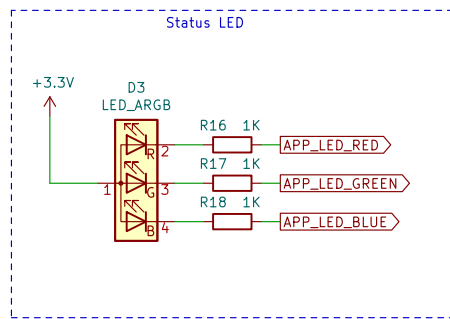 Status LED
+3.3V
D3
LED_ARGB
R16 1K
R 2
APP_LED_RED
R17 1K
1
G 3
APP_LED_GREEN
R18 1K
B 4
APP_LED_BLUE